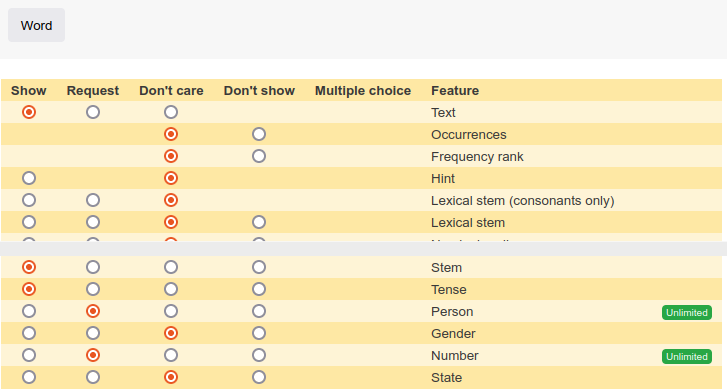 Word
Show Request Don't care Don't show Multiple choice Feature
Text
Occurrences
Frequency rank
Hint
Lexical stem (consonants only)
Lexical stem
Stem
Tense
Person Unlimited
Gender
Number Unlimited
State